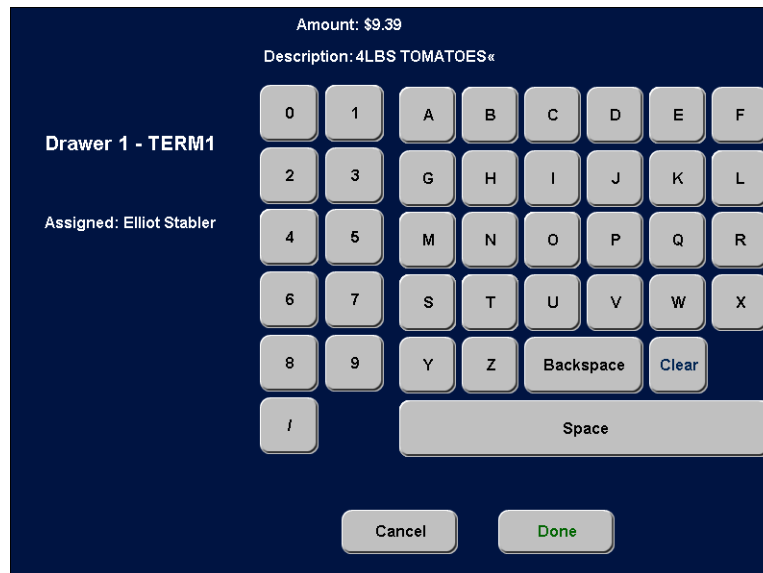 Amount: $9.39
Description: 4LBS TOMATOES«
Drawer 1 - TERM1
Assigned: Elliot Stabler
0 1 A B C D E F
2 3 G H I J K L
4 5 M N O P Q R
6 7 S T U V W X
8 9 Y Z Backspace Clear
/ Space
Cancel Done